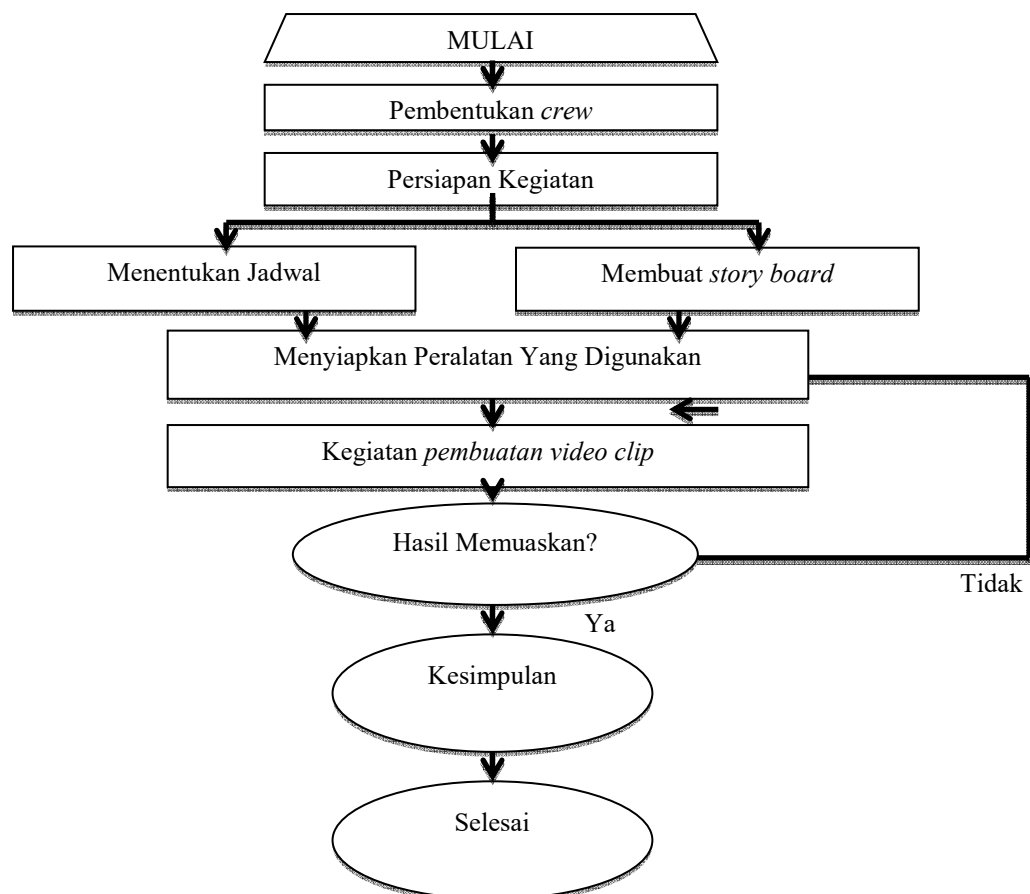 MULAI
Pembentukan crew
Persiapan Kegiatan
Menentukan Jadwal
Membuat story board
Menyiapkan Peralatan Yang Digunakan
Kegiatan pembuatan video clip
Hasil Memuaskan?
Tidak
Ya
Kesimpulan
Selesai